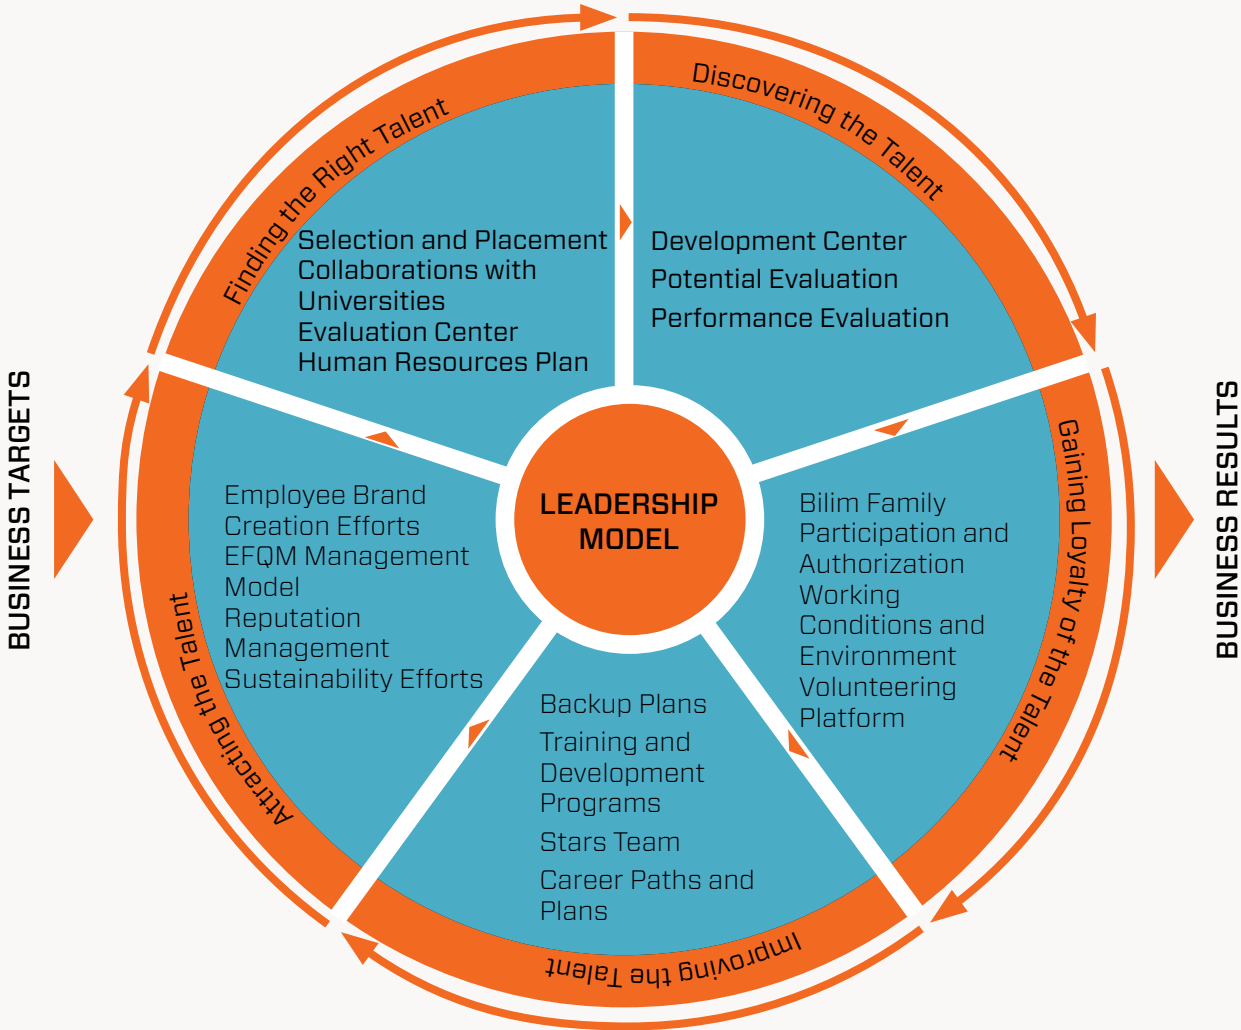 Finding the Right Talent
Selection and Placement
Collaborations with
Universities
Evaluation Center
Human Resources Plan
Discovering the Talent
Development Center
Potential Evaluation
Performance Evaluation
Gaining Loyalty of the Talent
Bilim Family
Participation and
Authorization
Working
Conditions and
Environment
Volunteering
Platform
Improving the Talent
Backup Plans
Training and
Development
Programs
Stars Team
Career Paths and
Plans
Attracting the Talent
Employee Brand
Creation Efforts
EFQM Management
Model
Reputation
Management
Sustainability Efforts
LEADERSHIP
MODEL
BUSINESS TARGETS
BUSINESS RESULTS